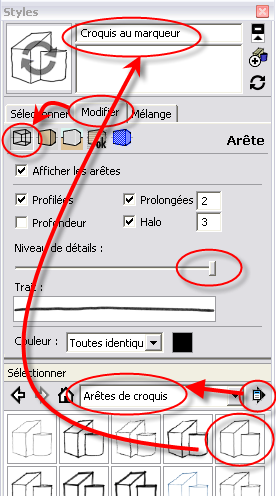 Styles
Croquis au marqueur
Sélectionner Modifier Mélange
Arête
Afficher les arêtes
Profilées Prolongées 2
Profondeur Halo 3
Niveau de détails :
Trait :
Couleur : Toutes identiqu
Sélectionner
Arêtes de croquis